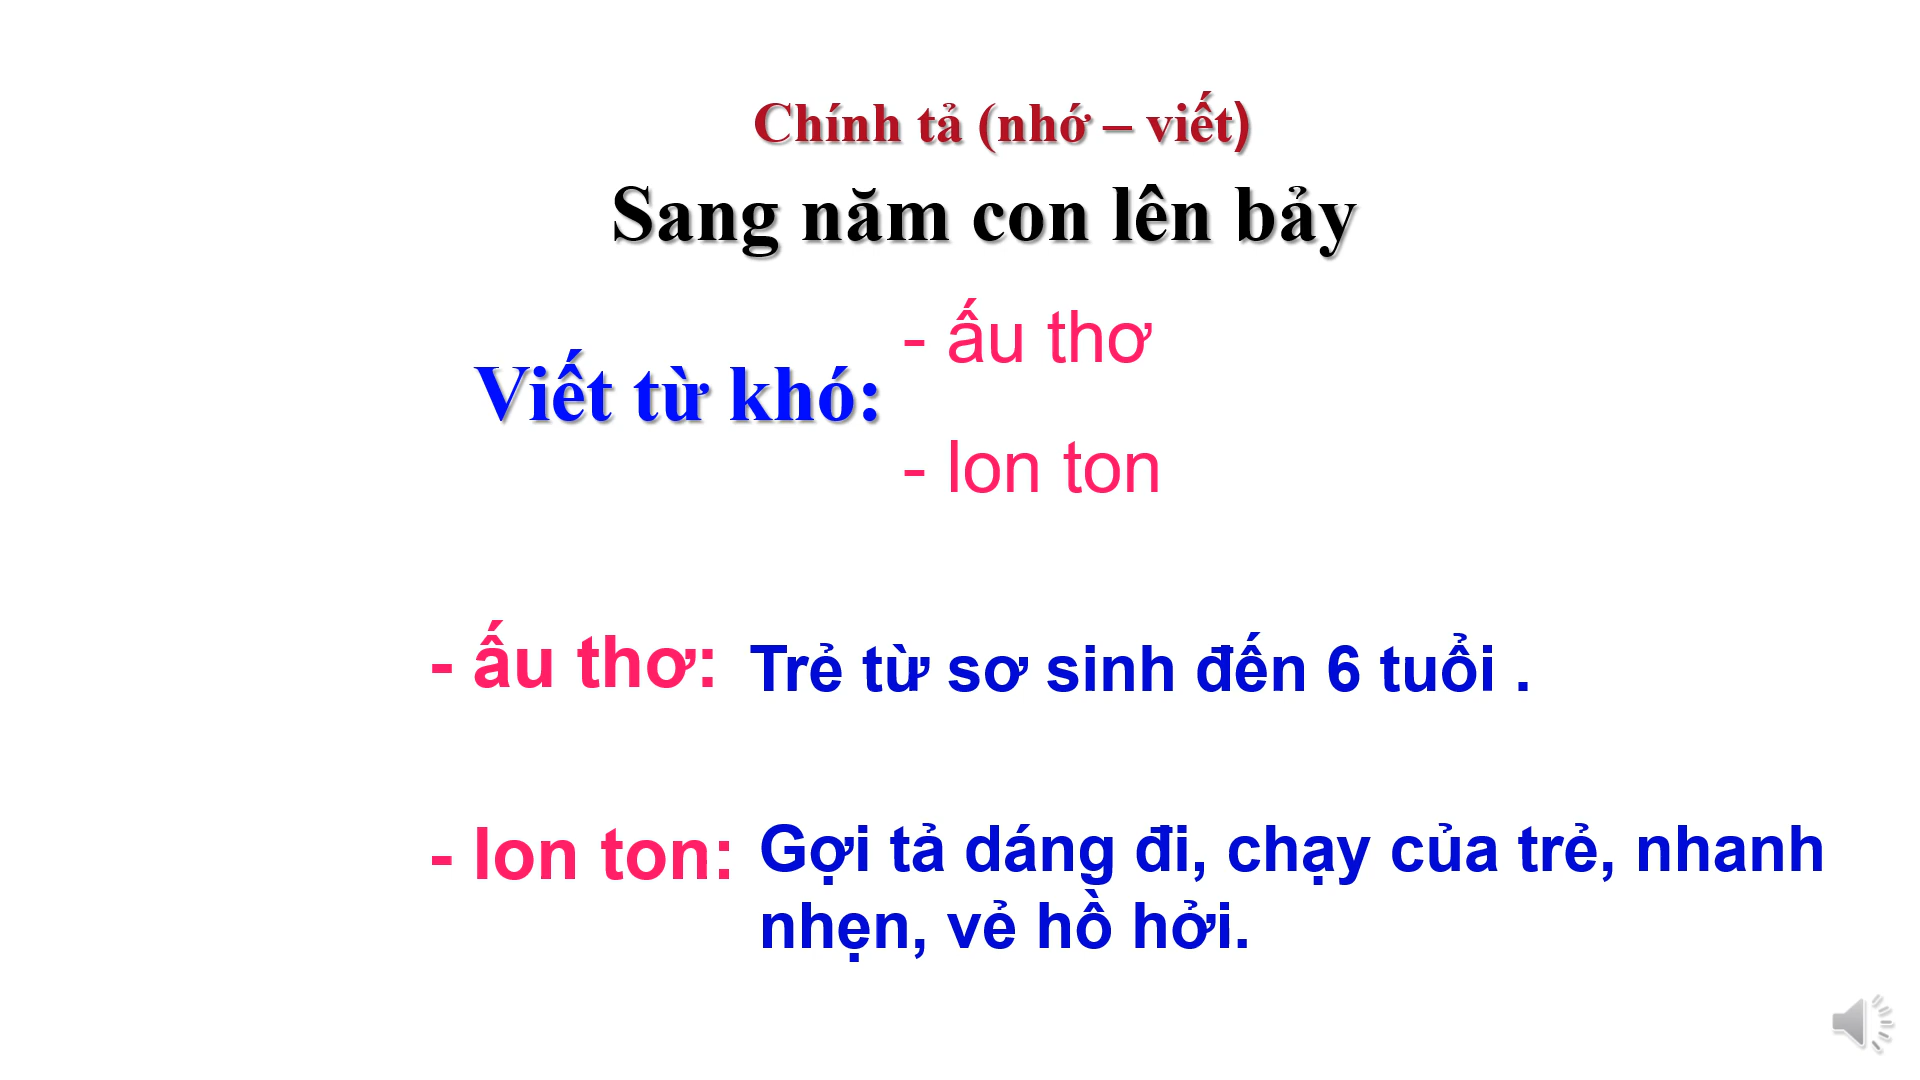 Chính tả (nhớ – viết)
Sang năm con lên bảy
- ấu thơ
Viết từ khó:
- lon ton
- ấu thơ: Trẻ từ sơ sinh đến 6 tuổi .
- lon ton: Gợi tả dáng đi, chạy của trẻ, nhanh
nhẹn, vẻ hồ hởi.